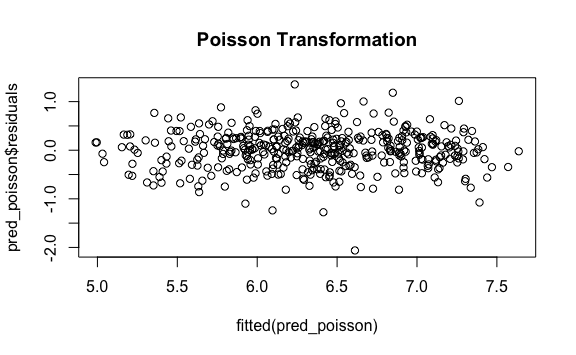 Poisson Transformation
pred_poisson$residuals
1.0
0.0
-1.0
-2.0
5.0 5.5 6.0 6.5 7.0 7.5
fitted(pred_poisson)